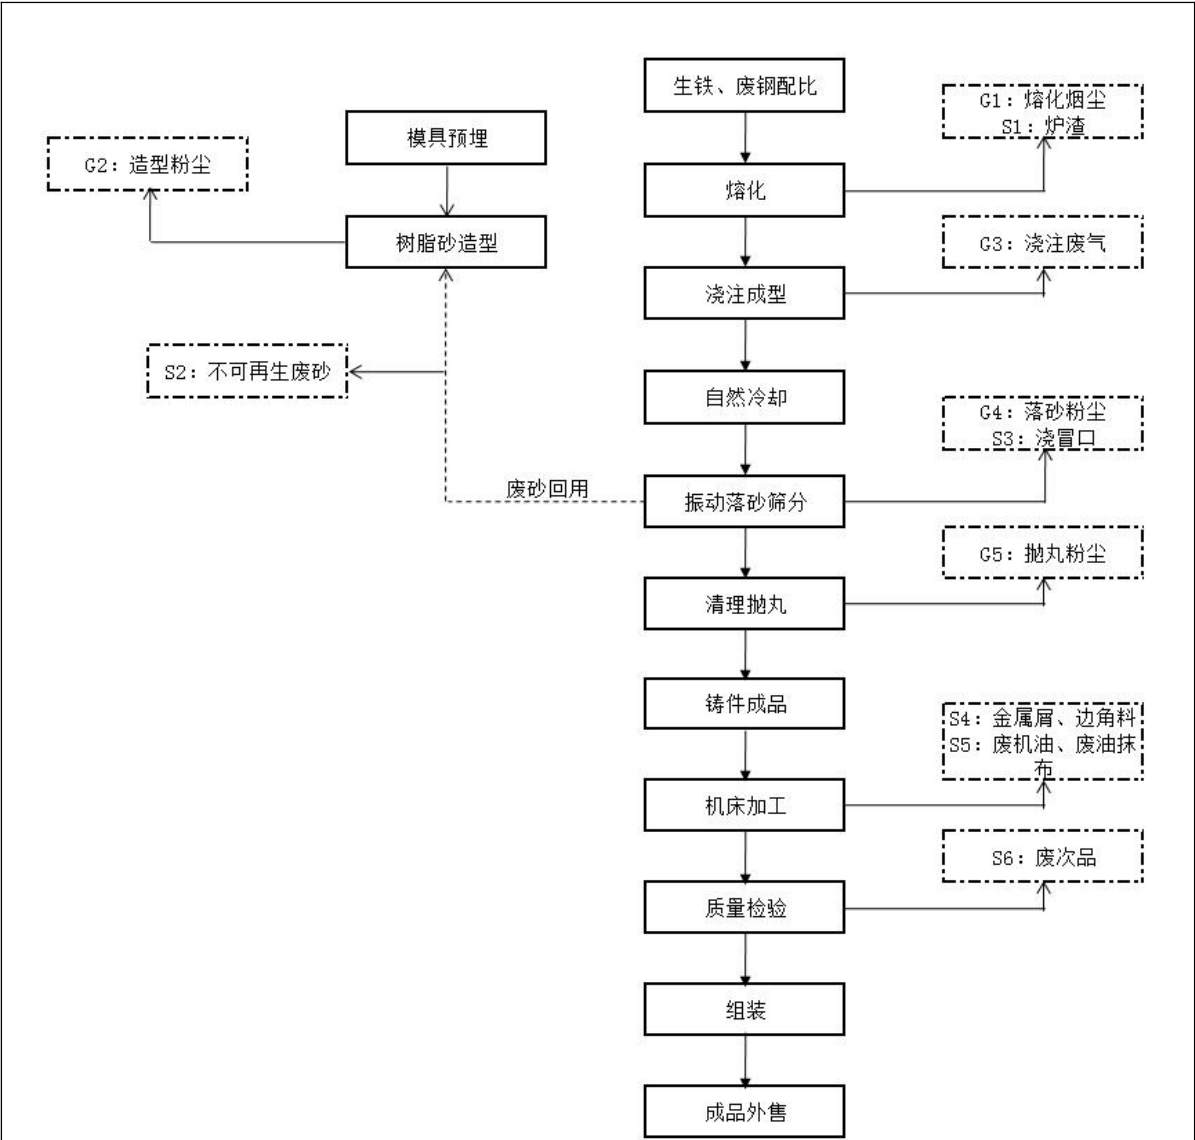 生铁、废钢配比
G1：熔化烟尘
S1：炉渣
模具预埋
G2：造型粉尘
熔化
树脂砂造型
G3：浇注废气
浇注成型
S2：不可再生废砂
自然冷却
G4：落砂粉尘
S3：浇冒口
废砂回用
振动落砂筛分
G5：抛丸粉尘
清理抛丸
铸件成品
S4：金属屑、边角料
S5：废机油、废油抹
布
机床加工
S6：废次品
质量检验
组装
成品外售